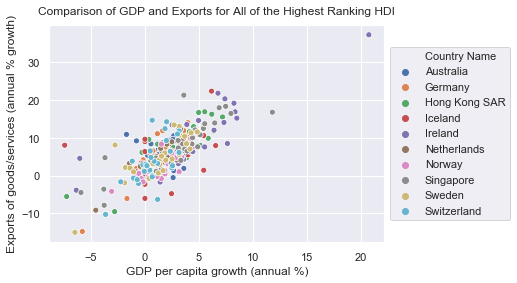 Comparison of GDP and Exports for All of the Highest Ranking HDI
Exports of goods/services (annual % growth)
30
20
10
0
−10
−5
0
5
10
15
20
GDP per capita growth (annual %)
Country Name
Australia
Germany
Hong Kong SAR
Iceland
Ireland
Netherlands
Norway
Singapore
Sweden
Switzerland